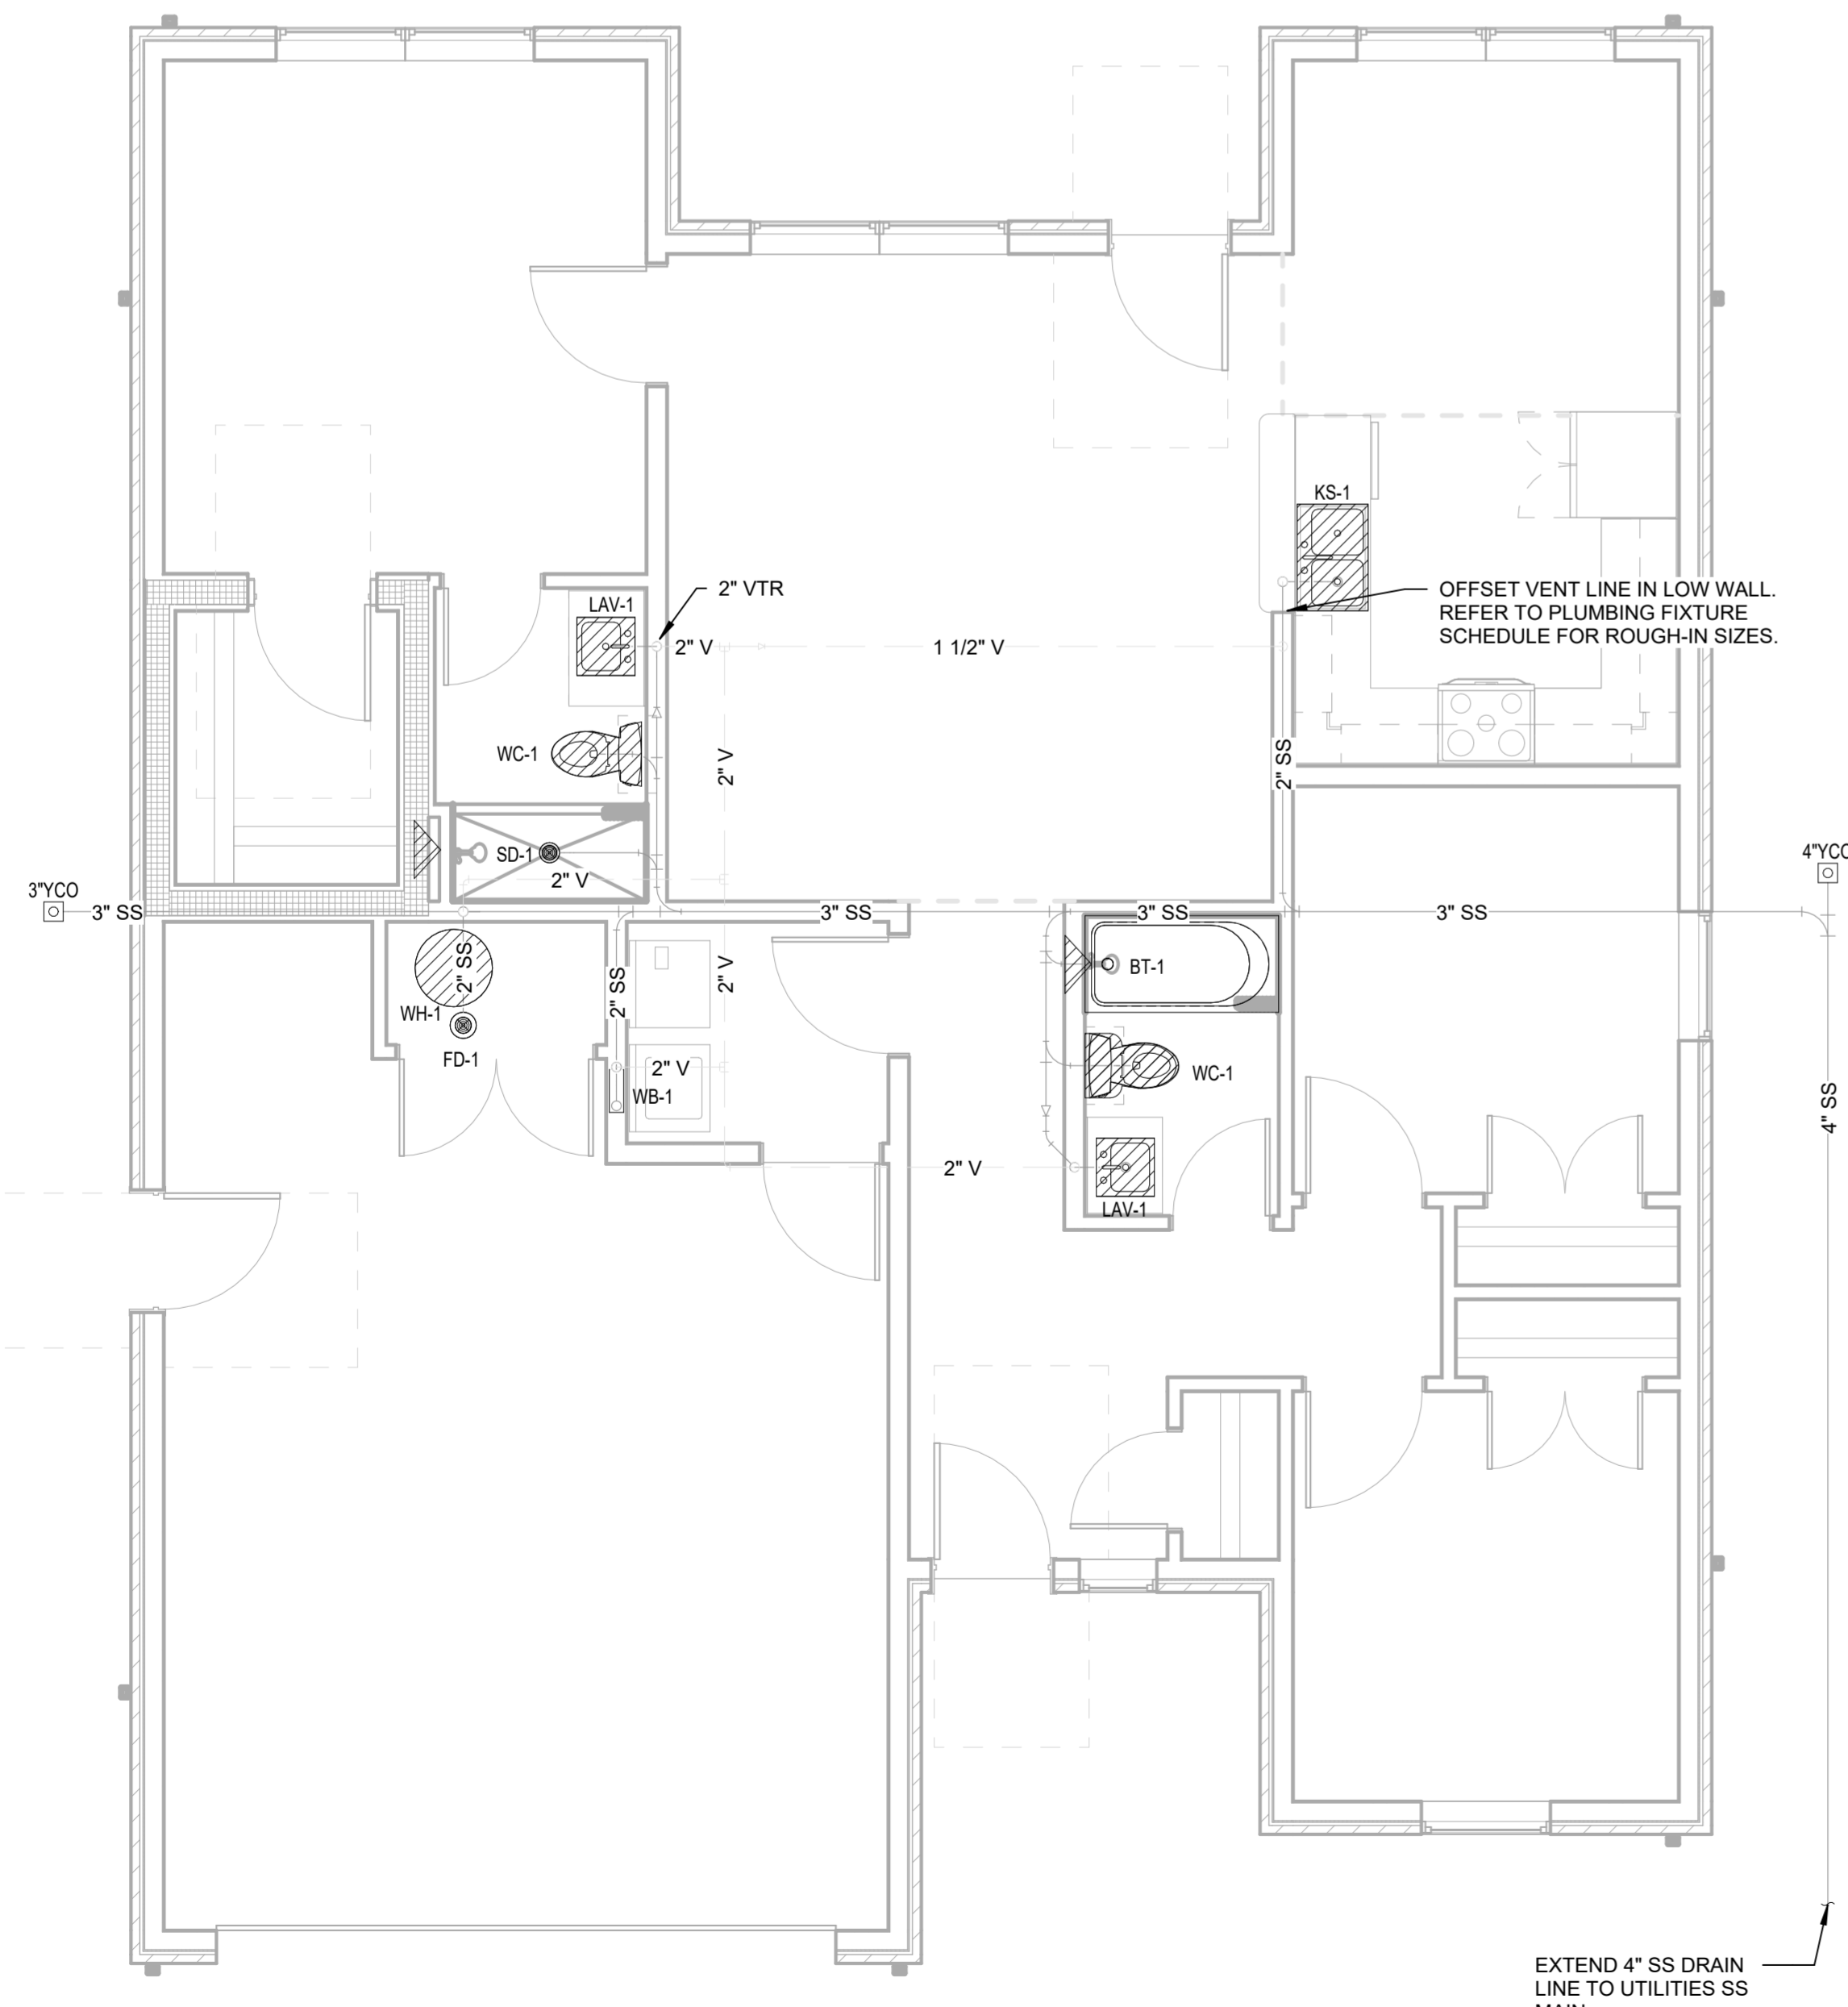 KS-1
OFFSET VENT LINE IN LOW WALL.
REFER TO PLUMBING FIXTURE
SCHEDULE FOR ROUGH-IN SIZES.
2" VTR
LAV-1
2" V
1 1/2" V
WC-1
2" V
2" SS
SD-1
2" V
3"YCO
3" SS
3" SS
3" SS
3" SS
4"YCO
2" SS
2" SS
2" V
BT-1
WH-1
FD-1
2" V
WB-1
WC-1
4" SS
2" V
LAV-1
EXTEND 4" SS DRAIN
LINE TO UTILITIES SS
MAIN